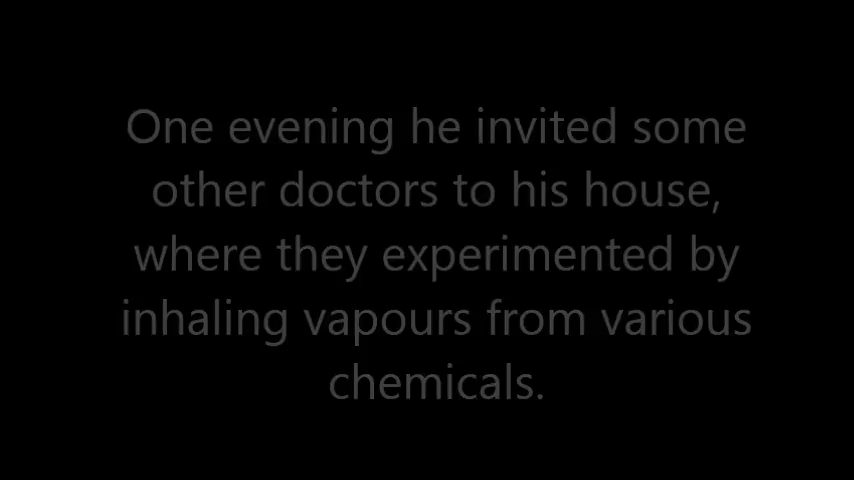 One evening he invited some
other doctors to his house,
where they experimented by
inhaling vapours from various
chemicals.